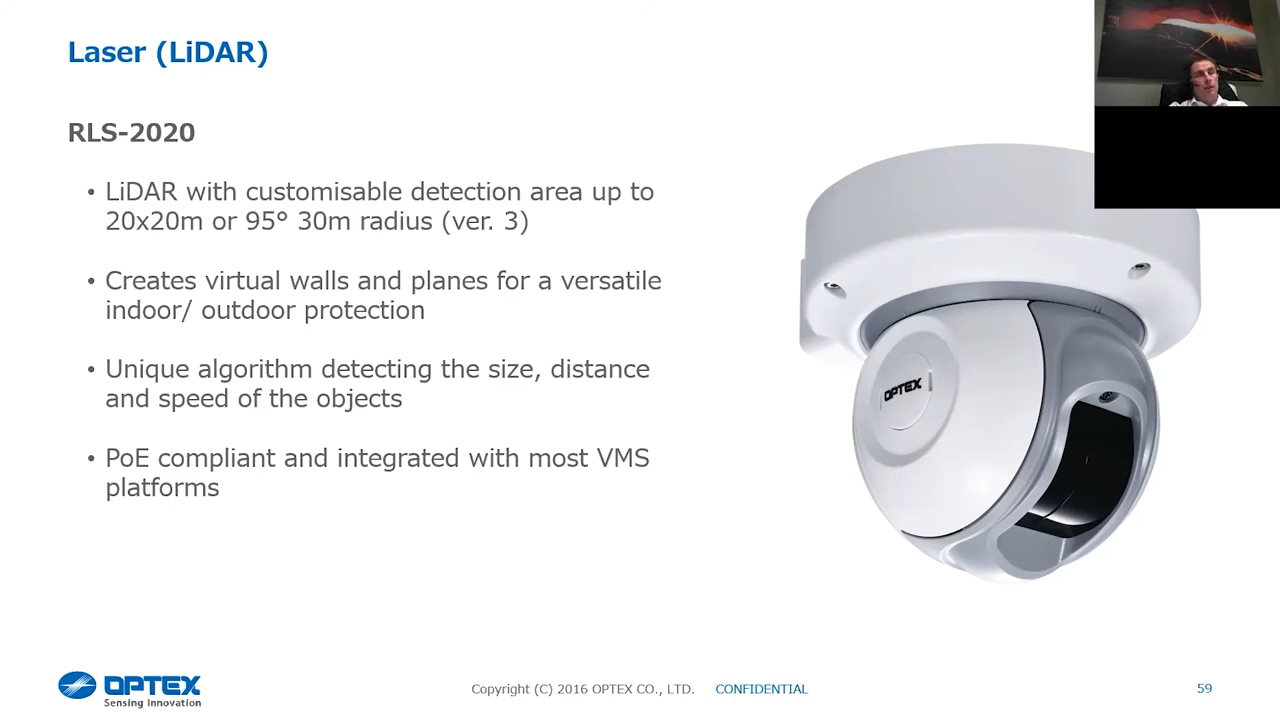 Laser (LiDAR)
RLS-2020
• LiDAR with customisable detection area up to
20x20m or 95° 30m radius (ver. 3)
• Creates virtual walls and planes for a versatile
indoor/ outdoor protection
• Unique algorithm detecting the size, distance
and speed of the objects
• PoE compliant and integrated with most VMS
platforms
OPTEX
OPTEX
Sensing Innovation
Copyright (C) 2016 OPTEX CO., LTD. CONFIDENTIAL
59